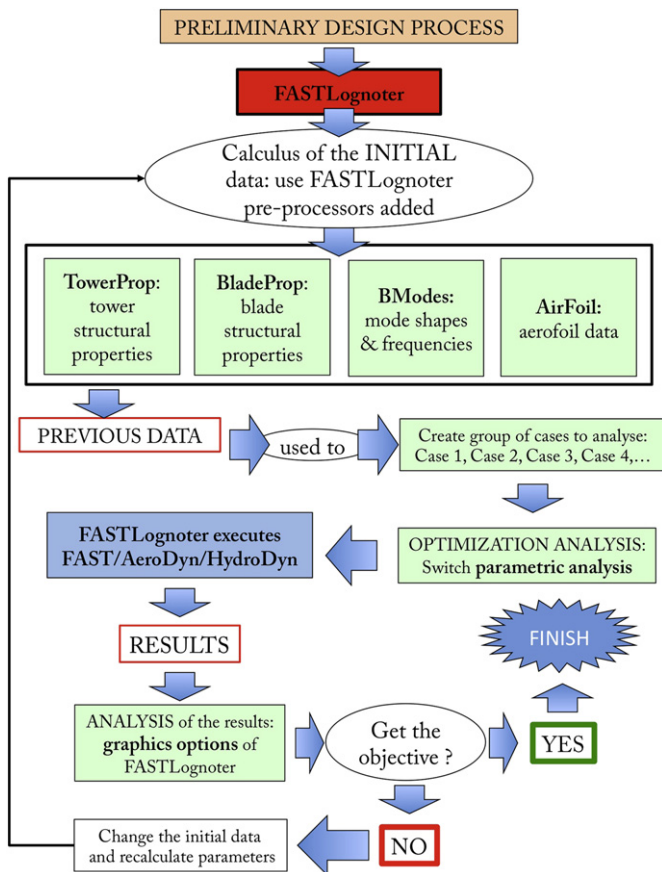 PRELIMINARY DESIGN PROCESS
FASTLognoter
Calculus of the INITIAL
data: use FASTLognoter
pre-processors added
TowerProp:
tower
structural
properties
BladeProp:
blade
structural
properties
BModes:
mode shapes
& frequencies
AirFoil:
aerofoil data
PREVIOUS DATA
used to
Create group of cases to analyse:
Case 1, Case 2, Case 3, Case 4,…
OPTIMIZATION ANALYSIS:
Switch parametric analysis
FASTLognoter executes
FAST/AeroDyn/HydroDyn
RESULTS
ANALYSIS of the results:
graphics options of
FASTLognoter
Get the
objective ?
YES
FINISH
NO
Change the initial data
and recalculate parameters